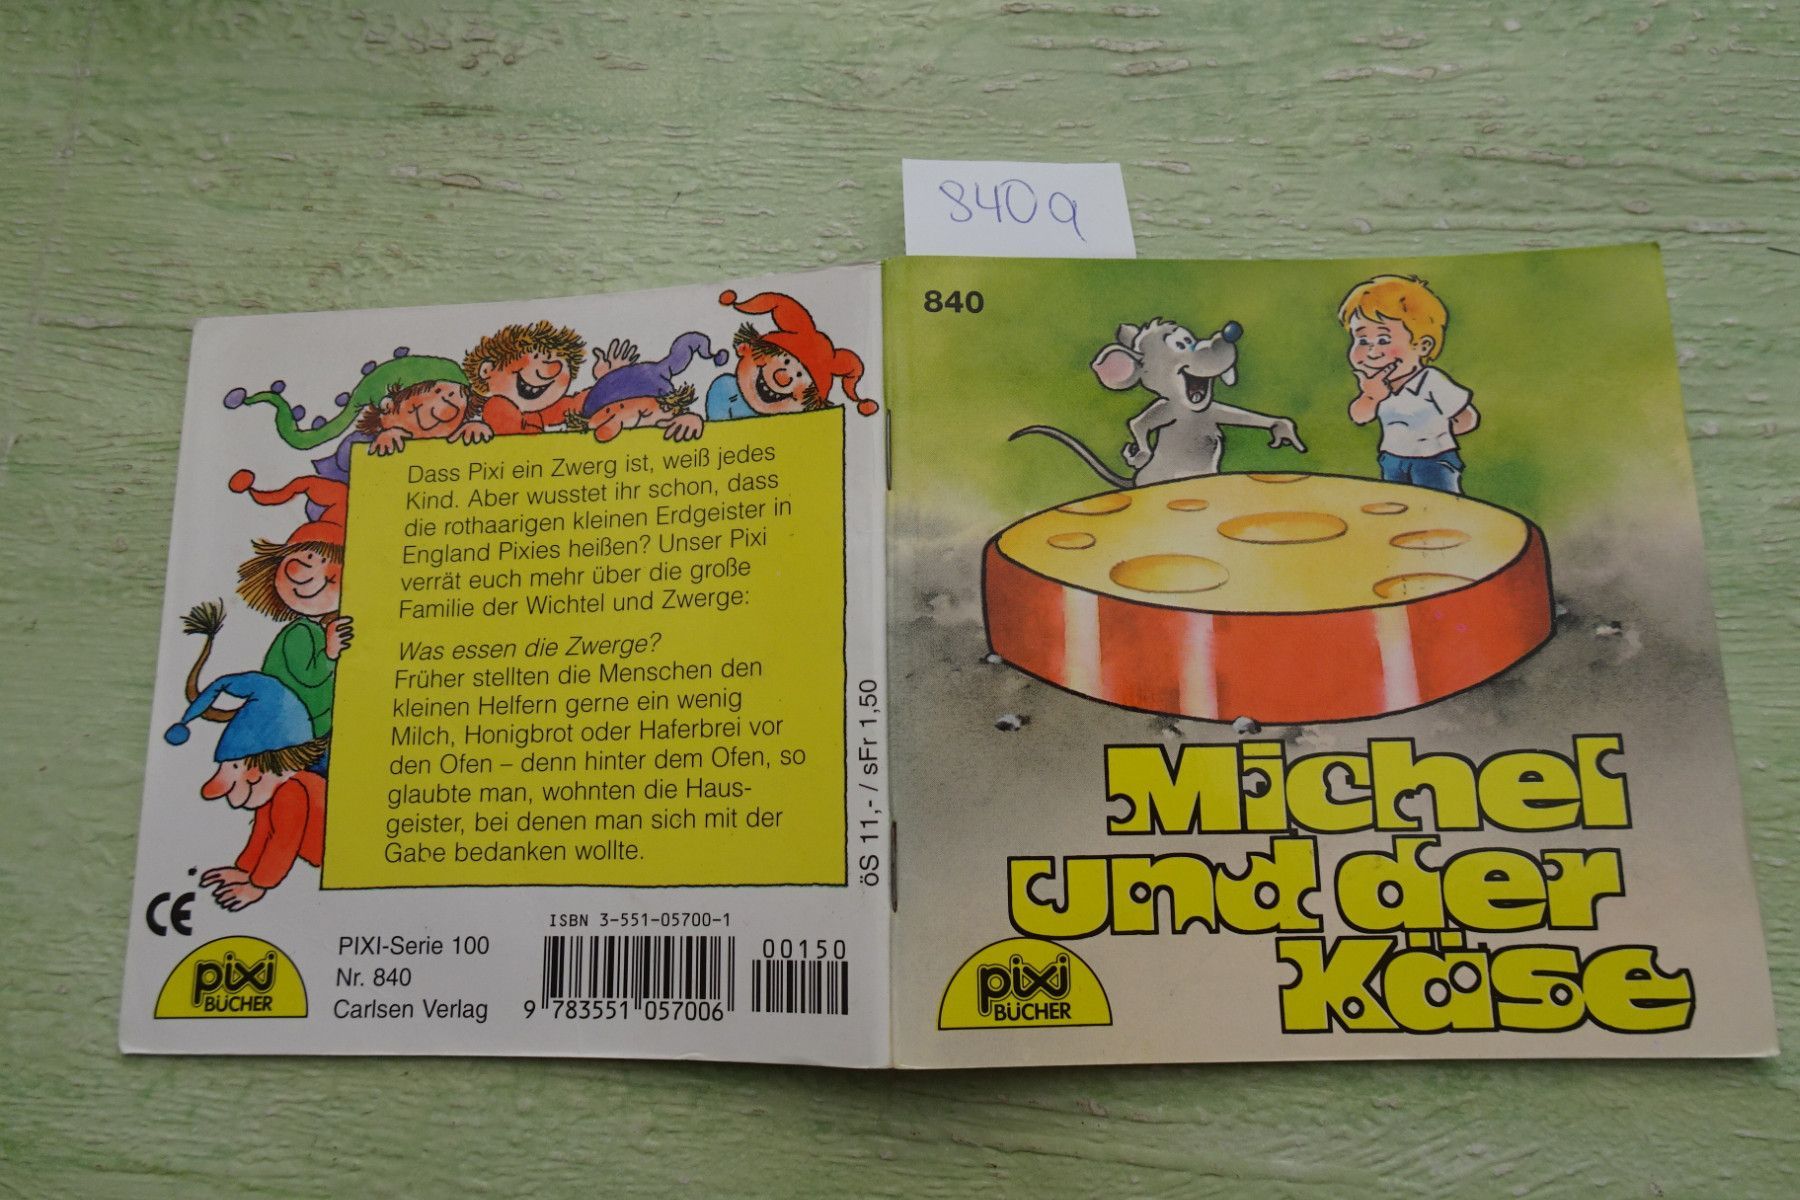 840a
Dass Pixi ein Zwerg ist, weiß jedes
Kind. Aber wusstet ihr schon, dass
die rothaarigen kleinen Erdgeister in
England Pixies heißen? Unser Pixi
verrät euch mehr über die große
Familie der Wichtel und Zwerge:
Was essen die Zwerge?
Früher stellten die Menschen den
kleinen Helfern gerne ein wenig
Milch, Honigbrot oder Haferbrei vor
den Ofen – denn hinter dem Ofen, so
glaubte man, wohnten die Haus-
geister, bei denen man sich mit der
Gabe bedanken wollte.
öS 11,- / sFr 1,50
CE
pixi
BÜCHER
PIXI-Serie 100
Nr. 840
Carlsen Verlag
ISBN 3-551-05700-1
9 783551 057006
00150
840
Michel
und der
Käse
pixi
BÜCHER